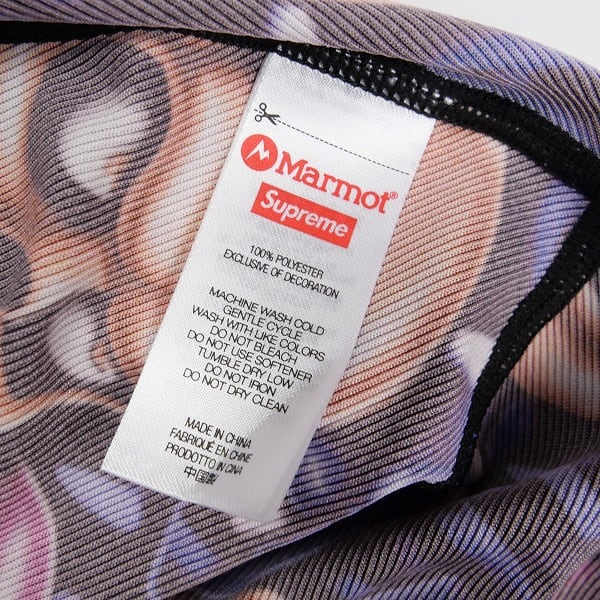 Marmot®
Supreme
100% POLYESTER
EXCLUSIVE OF DECORATION
MACHINE WASH COLD
GENTLE CYCLE
WASH WITH LIKE COLORS
DO NOT BLEACH
DO NOT USE SOFTENER
TUMBLE DRY LOW
DO NOT IRON
DO NOT DRY CLEAN
MADE IN CHINA
FABRIQUÉ EN CHINE
PRODOTTO IN CINA
中国製